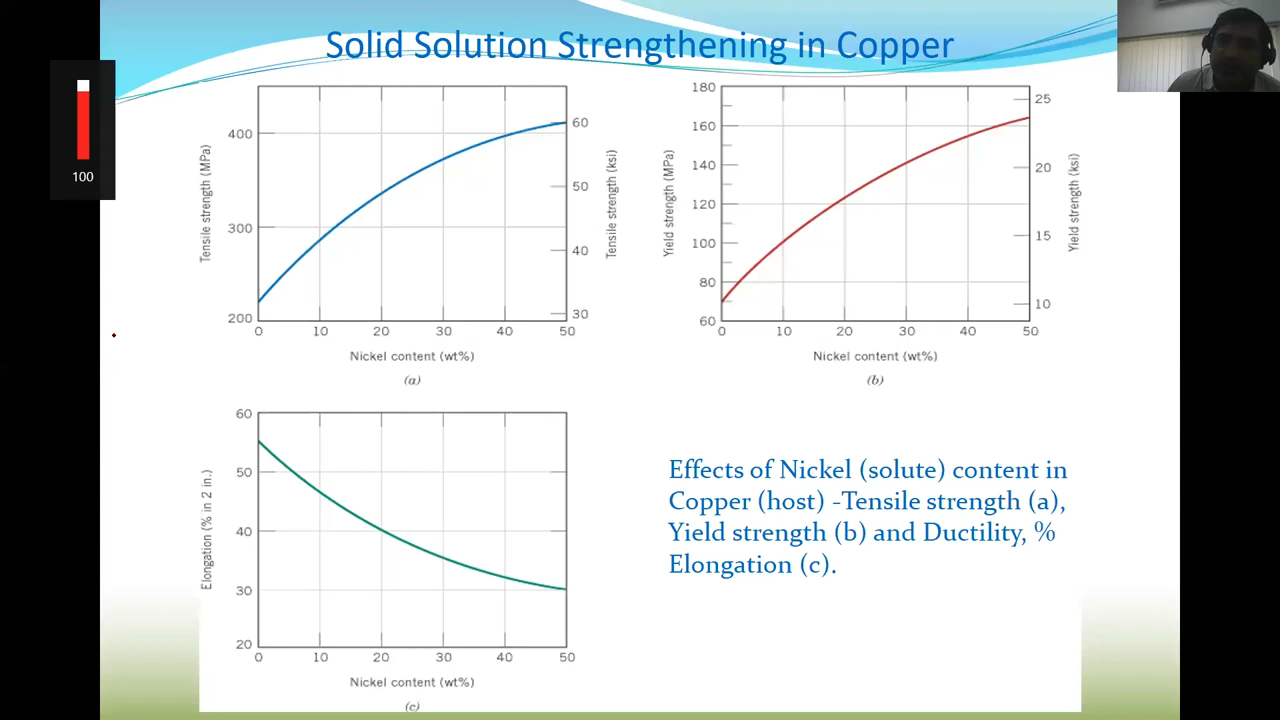 Solid Solution Strengthening in Copper
100
Tensile strength (MPa)
400
300
200
0 10 20 30 40 50
60
50
40
30
Tensile strength (ksi)
Nickel content (wt%)
(a)
Yield strength (MPa)
180
160
140
120
100
80
60
0 10 20 30 40 50
25
20
15
10
Yield strength (ksi)
Nickel content (wt%)
(b)
Elongation (% in 2 in.)
60
50
40
30
20
0 10 20 30 40 50
Nickel content (wt%)
(c)
Effects of Nickel (solute) content in
Copper (host) -Tensile strength (a),
Yield strength (b) and Ductility, %
Elongation (c).